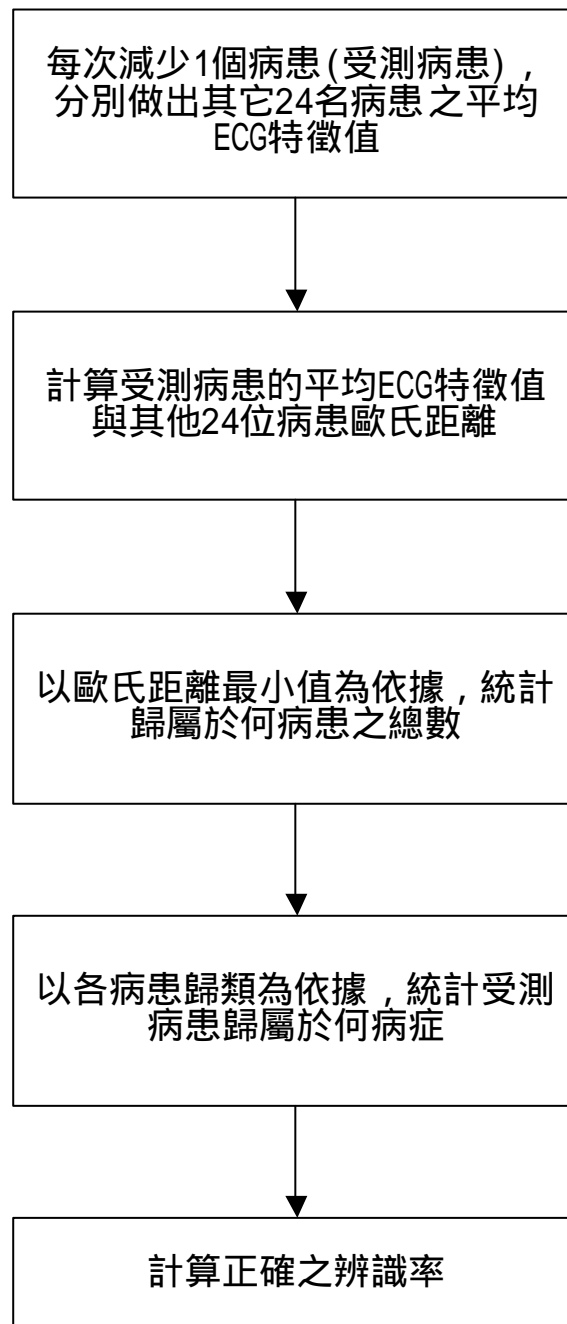 每次減少1個病患(受測病患)，
分別做出其它24名病患之平均
ECG特徵值
計算受測病患的平均ECG特徵值
與其他24位病患歐氏距離
以歐氏距離最小值為依據，統計
歸屬於何病患之總數
以各病患歸類為依據，統計受測
病患歸屬於何病症
計算正確之辨識率